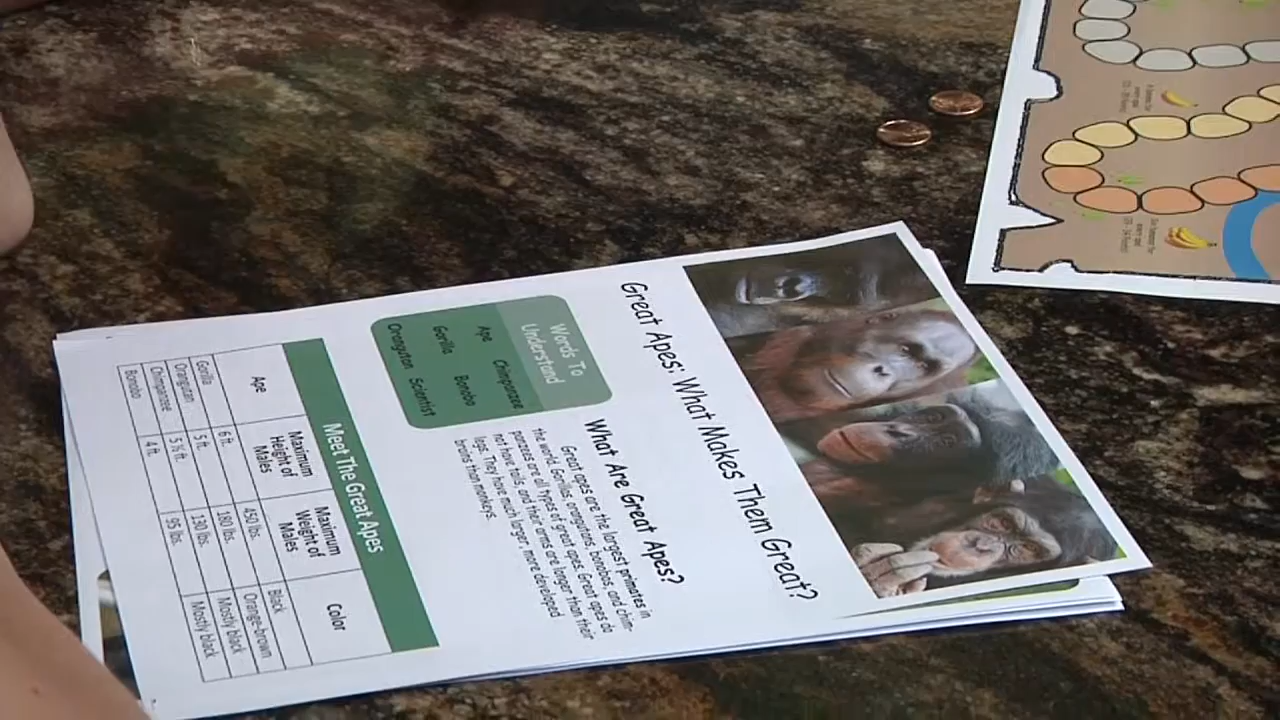 Great Apes: What Makes Them Great?
Words To
Understand
Ape Chimpanzee
Gorilla Bonobo
Orangutan Scientist
What Are Great Apes?
Great apes are the largest primates in
the world. Gorillas, orangutans, bonobos and chim-
panzee are all types of great apes. Great apes do
not have tails and their arms are longer than their
legs. They have much larger, more developed
brains than monkeys.
Meet The Great Apes
Ape Maximum Height of Males Maximum Weight of Males Color
Gorilla 6 ft. 450 lbs. Black
Orangutan 5 ft. 180 lbs. Orange-brown
Chimpanzee 5 ½ ft. 130 lbs. Mostly black
Bonobo 4 ft. 95 lbs. Mostly black